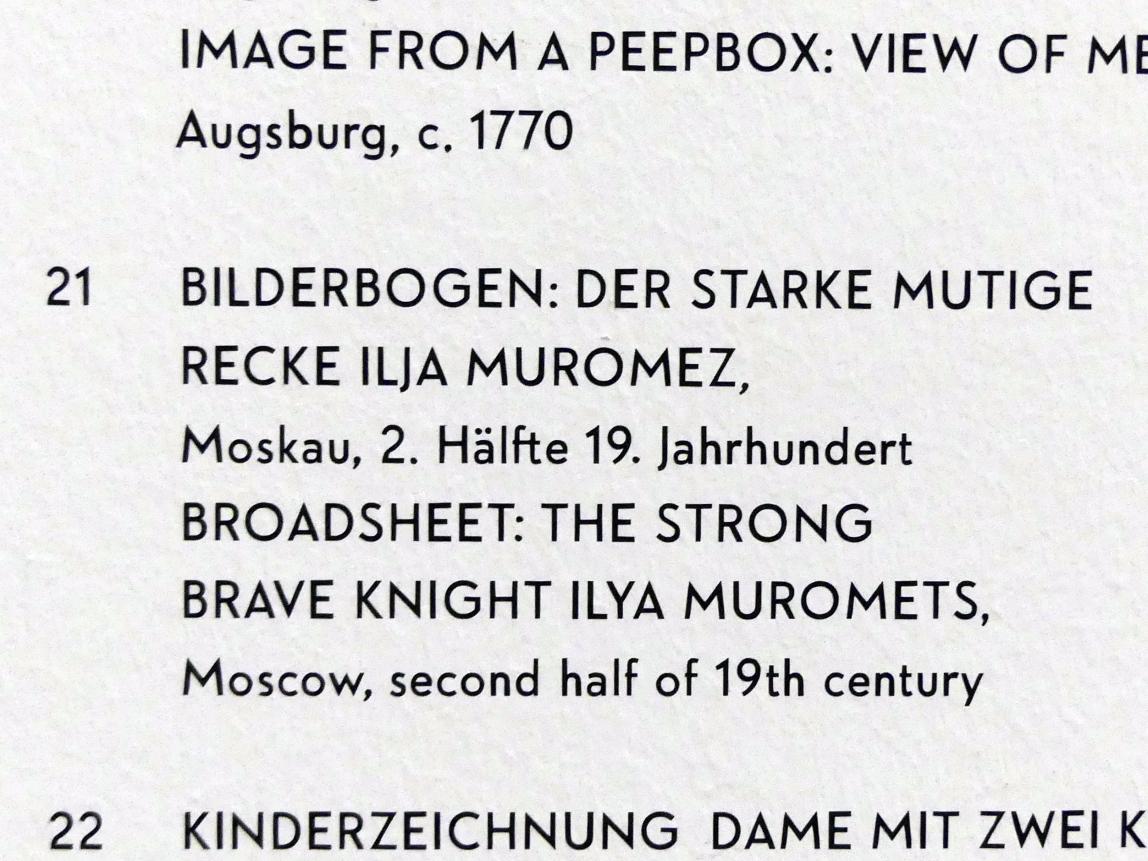 IMAGE FROM A PEEPBOX: VIEW OF
Augsburg, c. 1770
21 BILDERBOGEN: DER STARKE MUTIGE
RECKE ILJA MUROMEZ,
Moskau, 2. Hälfte 19. Jahrhundert
BROADSHEET: THE STRONG
BRAVE KNIGHT ILYA MUROMETS,
Moscow, second half of 19th century
22 KINDERZEICHNUNG DAME MIT ZWEI